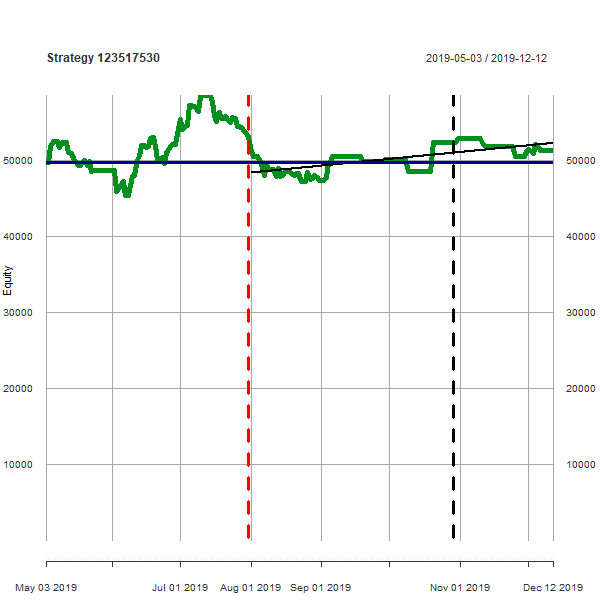 Strategy 123517530
2019-05-03 / 2019-12-12
50000
50000
40000
40000
Equity
30000
30000
20000
20000
10000
10000
May 03 2019
Jul 01 2019
Aug 01 2019
Sep 01 2019
Nov 01 2019
Dec 12 2019